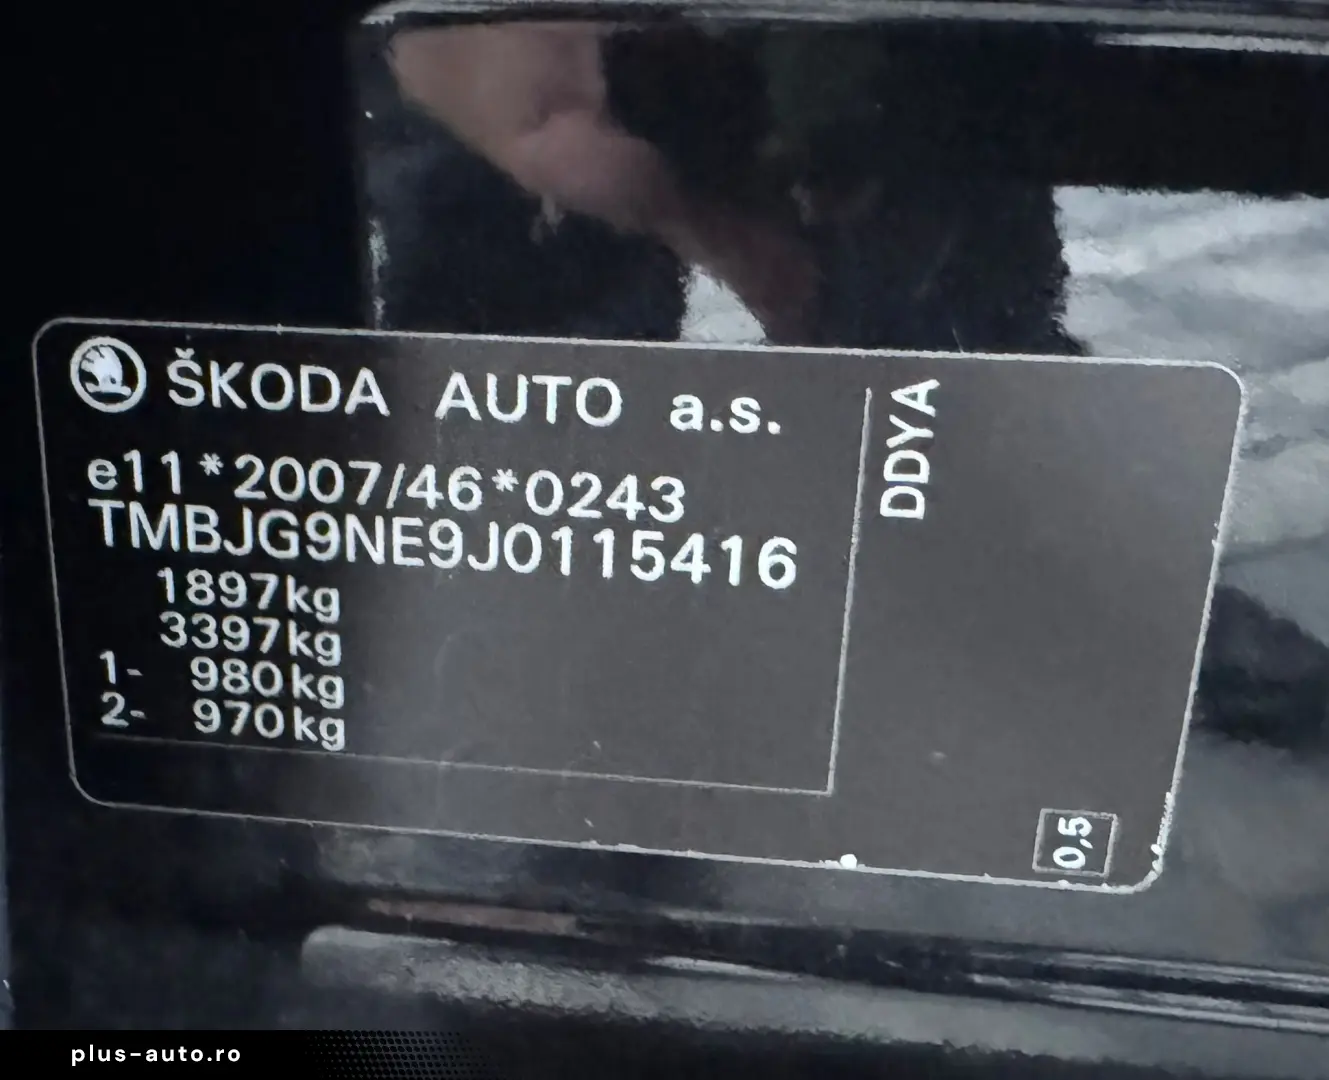 ŠKODA AUTO a.s.
e11*2007/46*0243
TMBJG9NE9J0115416
1897kg
3397kg
1- 980kg
2- 970kg
DDYA
0,5
plus-auto.ro